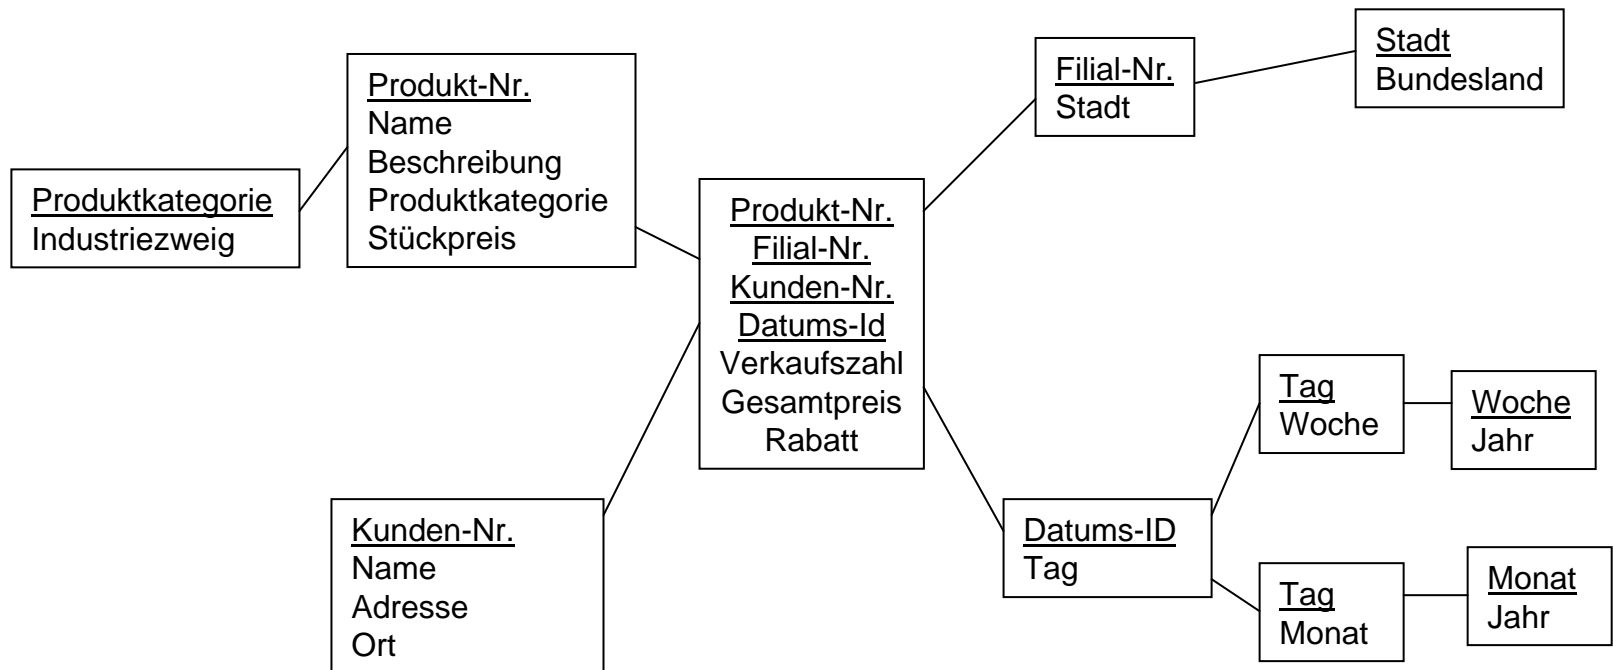 Produktkategorie
Industriezweig
Produkt-Nr.
Name
Beschreibung
Produktkategorie
Stückpreis
Kunden-Nr.
Name
Adresse
Ort
Produkt-Nr.
Filial-Nr.
Kunden-Nr.
Datums-Id
Verkaufszahl
Gesamtpreis
Rabatt
Filial-Nr.
Stadt
Stadt
Bundesland
Datums-ID
Tag
Tag
Woche
Woche
Jahr
Tag
Monat
Monat
Jahr